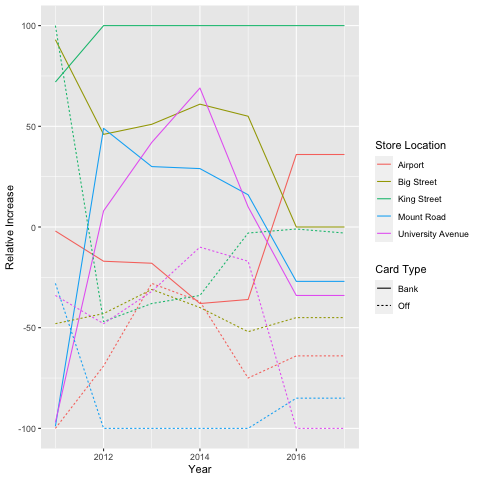 100
50
0
-50
-100
Relative Increase
2012
2014
2016
Year
Store Location
Airport
Big Street
King Street
Mount Road
University Avenue
Card Type
Bank
Off